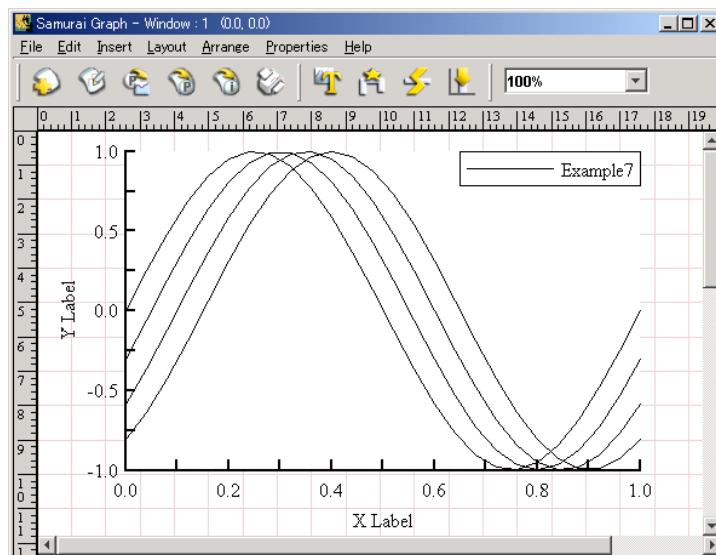 Samurai Graph - Window : 1 (0.0, 0.0)
File Edit Insert Layout Arrange Properties Help
P P i T 100%
0 1 2 3 4 5 6 7 8 9 10 11 12 13 14 15 16 17 19
0
1
2
3
4
5
6
7
8
9
10
11
1.0
0.5
0.0
-0.5
-1.0
Y Label
Example7
0.0 0.2 0.4 0.6 0.8 1.0
X Label